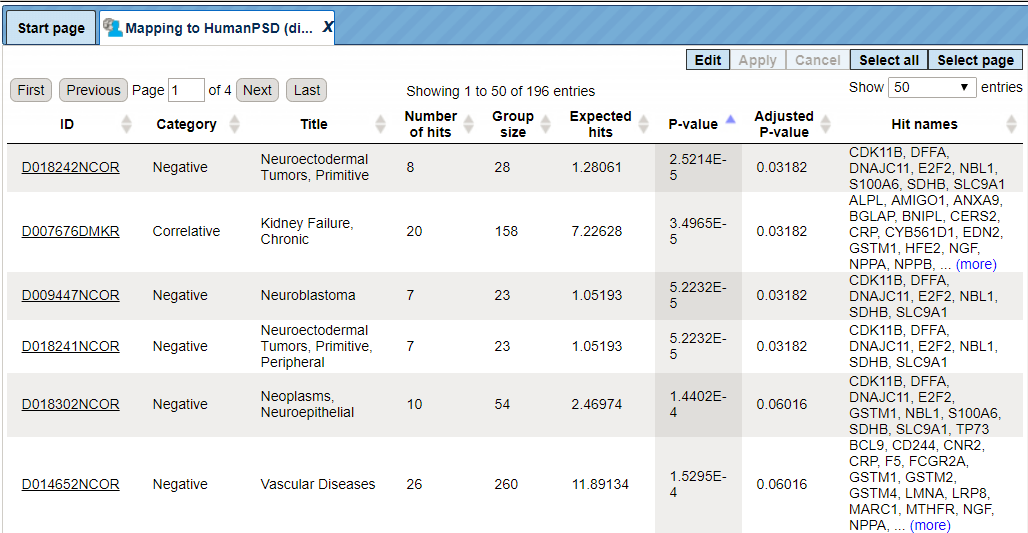 Start page
Mapping to HumanPSD (di... X
Edit Apply Cancel Select all Select page
First Previous Page 1 of 4 Next Last
Showing 1 to 50 of 196 entries
Show 50 entries
ID Category Title Number of hits Group size Expected hits P-value Adjusted P-value Hit names
D018242NCOR Negative Neuroectodermal Tumors, Primitive 8 28 1.28061 2.5214E-5 0.03182
CDK11B, DFFA,
DNAJC11, E2F2, NBL1,
S100A6, SDHB, SLC9A1
D007676DMKR Correlative Kidney Failure, Chronic 20 158 7.22628 3.4965E-5 0.03182
ALPL, AMIGO1, ANXA9,
BGLAP, BNIPL, CERS2,
CRP, CYB561D1, EDN2,
GSTM1, HFE2, NGF,
NPPA, NPPB, ... (more)
D009447NCOR Negative Neuroblastoma 7 23 1.05193 5.2232E-5 0.03182
CDK11B, DFFA,
DNAJC11, E2F2, NBL1,
SDHB, SLC9A1
D018241NCOR Negative Neuroectodermal Tumors, Primitive, Peripheral 7 23 1.05193 5.2232E-5 0.03182
CDK11B, DFFA,
DNAJC11, E2F2, NBL1,
SDHB, SLC9A1
D018302NCOR Negative Neoplasms, Neuroepithelial 10 54 2.46974 1.4402E-4 0.06016
CDK11B, DFFA,
DNAJC11, E2F2,
GSTM1, NBL1, S100A6,
SDHB, SLC9A1, TP73
D014652NCOR Negative Vascular Diseases 26 260 11.89134 1.5295E-4 0.06016
BCL9, CD244, CNR2,
CRP, F5, FCGR2A,
GSTM1, GSTM2,
GSTM4, LMNA, LRP8,
MARC1, MTHFR, NGF,
NPPA, ... (more)